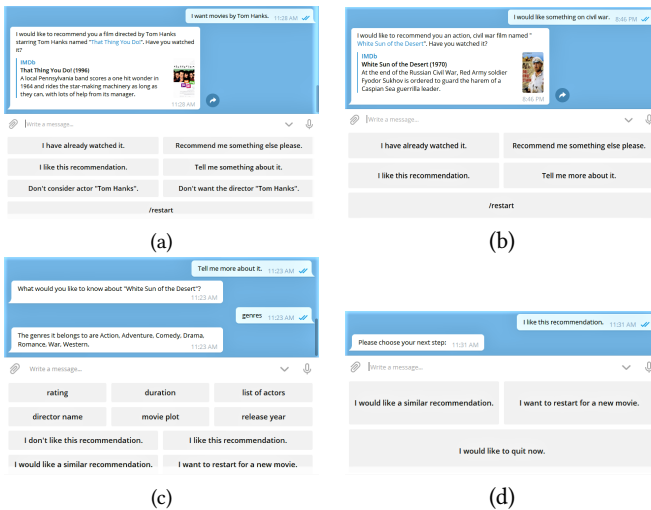 I want movies by Tom Hanks. 11:28 AM
I would like to recommend you a film directed by Tom Hanks
starring Tom Hanks named "That Thing You Do!". Have you watched
it?
IMDb
That Thing You Do! (1996)
A local Pennsylvania band scores a one hit wonder in
1964 and rides the star-making machinery as long as
they can, with lots of help from its manager.
11:28 AM
Write a message...
I have already watched it. Recommend me something else please.
I like this recommendation. Tell me something about it.
Don't consider actor "Tom Hanks". Don't want the director "Tom Hanks".
/restart
(a)
I would like something on civil war. 8:46 PM
I would like to recommend you an action, civil war film named "
White Sun of the Desert". Have you watched it?
IMDb
White Sun of the Desert (1970)
At the end of the Russian Civil War, Red Army soldier
Fyodor Sukhov is ordered to guard the harem of a
Caspian Sea guerrilla leader.
8:46 PM
Write a message...
I have already watched it. Recommend me something else please.
I like this recommendation. Tell me more about it.
/restart
(b)
Tell me more about it. 11:23 AM
What would you like to know about "White Sun of the Desert"?
11:23 AM
genres 11:23 AM
The genres it belongs to are Action, Adventure, Comedy, Drama,
Romance, War, Western.
11:23 AM
Write a message...
rating duration list of actors
director name movie plot release year
I don't like this recommendation. I like this recommendation.
I would like a similar recommendation. I want to restart for a new movie.
(c)
I like this recommendation. 11:31 AM
Please choose your next step: 11:31 AM
Write a message...
I would like a similar recommendation. I want to restart for a new movie.
I would like to quit now.
(d)